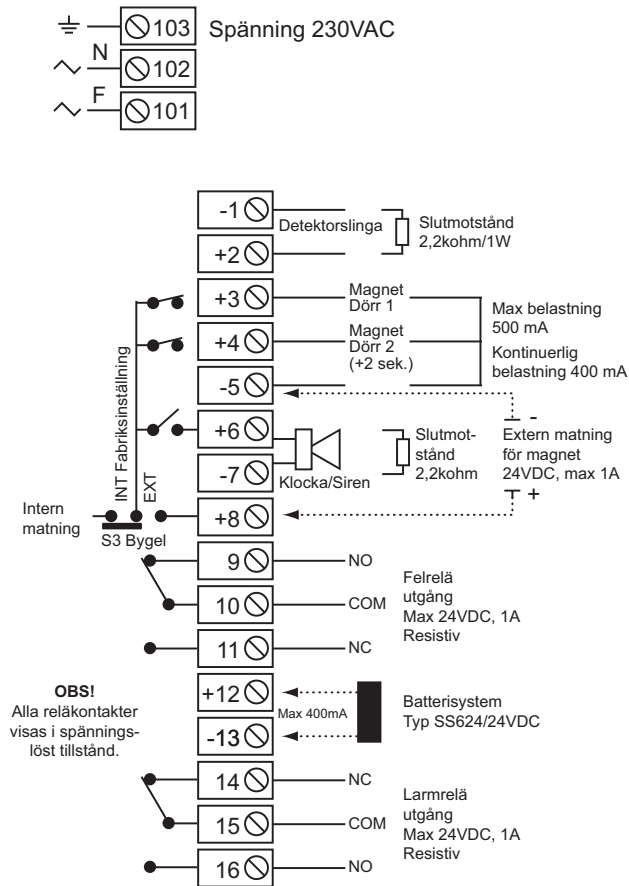 103 Spänning 230VAC
N
102
F
101
-1
Detektorslinga
Slutmotstånd
2,2kohm/1W
+2
+3
Magnet
Dörr 1
Max belastning
500 mA
+4
Magnet
Dörr 2
(+2 sek.)
Kontinuerlig
belastning 400 mA
-5
INT Fabriksinställning
EXT
+6
-7
Klocka/Siren
Slutmot-
stånd
2,2kohm
-
Extern matning
för magnet
24VDC, max 1A
+
Intern
matning
S3 Bygel
+8
9
NO
10
COM
11
NC
Felrelä
utgång
Max 24VDC, 1A
Resistiv
+12
-13
Max 400mA
Batterisystem
Typ SS624/24VDC
OBS!
Alla reläkontakter
visas i spännings-
löst tillstånd.
14
NC
15
COM
16
NO
Larmrelä
utgång
Max 24VDC, 1A
Resistiv